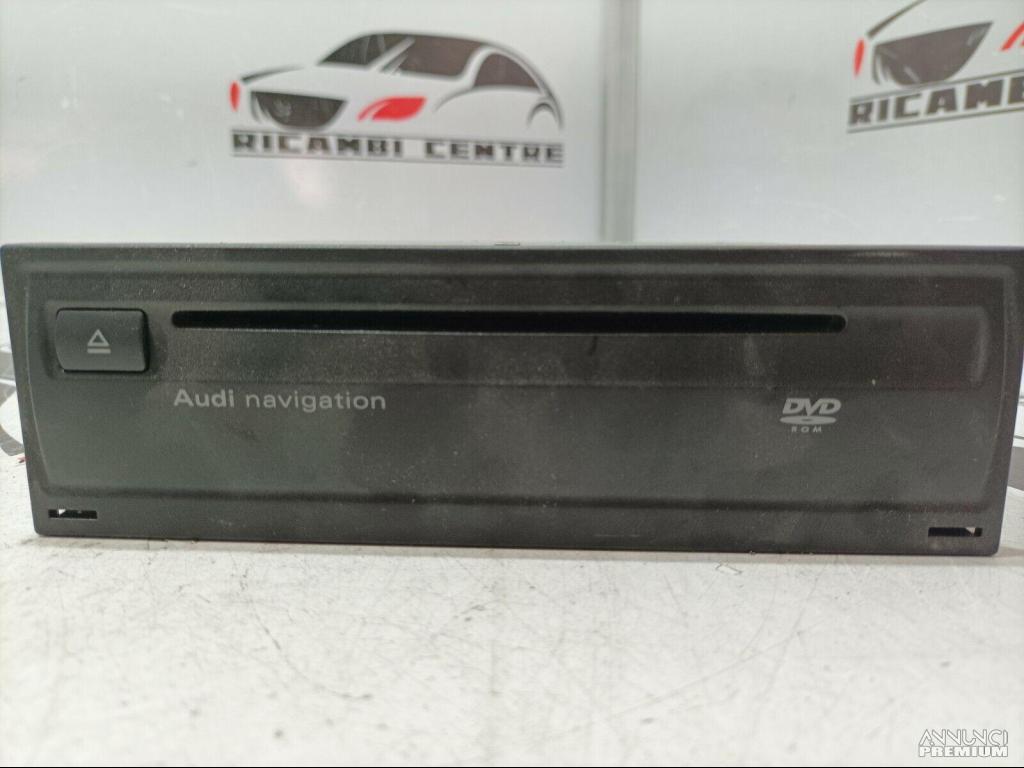 RICAMBI CENTRE
RICAMB
Audi navigation
DVD
ROM
ANNUNCI
PREMIUM